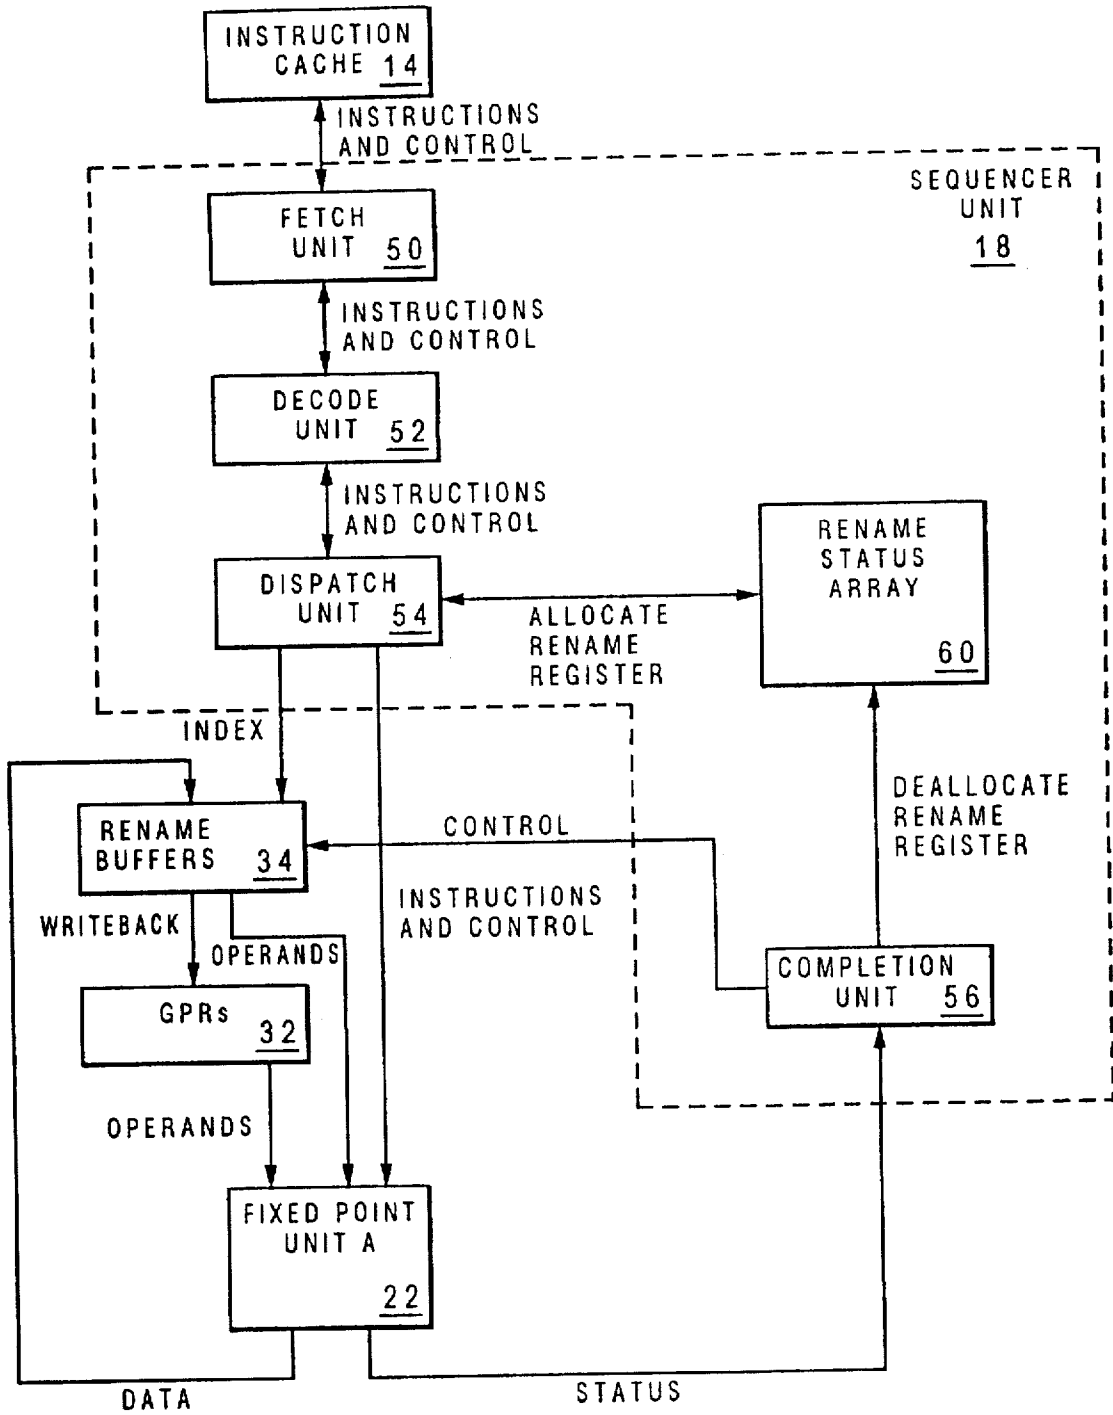 INSTRUCTION
CACHE 14
INSTRUCTIONS
AND CONTROL
SEQUENCER
UNIT
18
FETCH
UNIT 50
INSTRUCTIONS
AND CONTROL
DECODE
UNIT 52
INSTRUCTIONS
AND CONTROL
DISPATCH
UNIT 54
RENAME
STATUS
ARRAY
60
ALLOCATE
RENAME
REGISTER
INDEX
RENAME
BUFFERS 34
CONTROL
DEALLOCATE
RENAME
REGISTER
WRITEBACK
OPERANDS
INSTRUCTIONS
AND CONTROL
COMPLETION
UNIT 56
GPRs
32
OPERANDS
FIXED POINT
UNIT A
22
DATA
STATUS